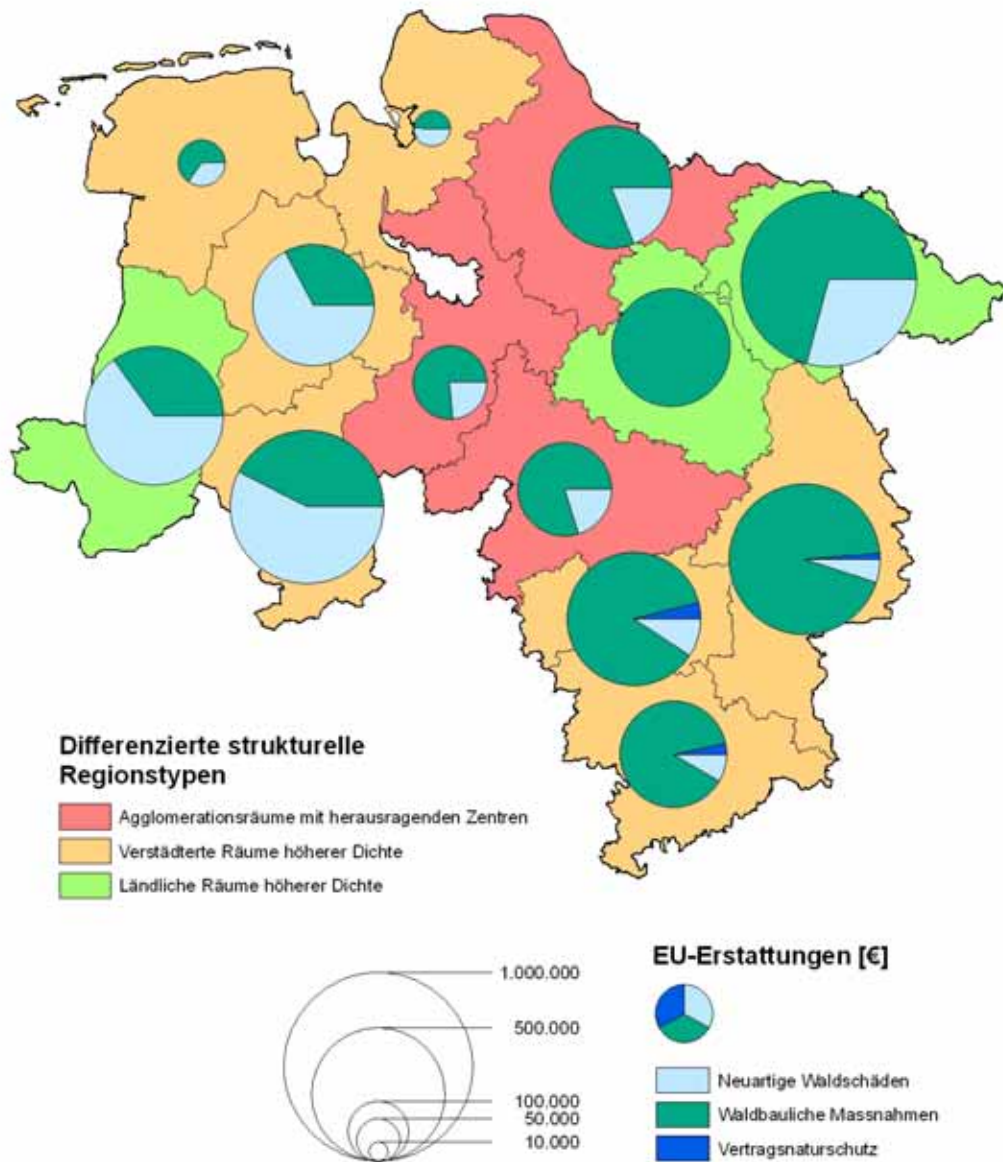 Differenzierte strukturelle
Regionstypen
Agglomerationsräume mit herausragenden Zentren
Verstädterte Räume höherer Dichte
Ländliche Räume höherer Dichte
1.000.000
500.000
100.000
50.000
10.000
EU-Erstattungen [€]
Neuartige Waldschäden
Waldbauliche Massnahmen
Vertragsnaturschutz